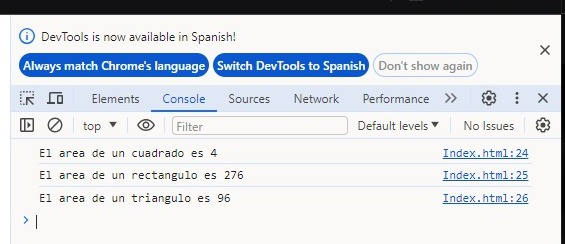 DevTools is now available in Spanish!
Always match Chrome's language Switch DevTools to Spanish Don't show again
Elements Console Sources Network Performance
top Filter Default levels No Issues
El area de un cuadrado es 4 Index.html:24
El area de un rectangulo es 276 Index.html:25
El area de un triangulo es 96 Index.html:26